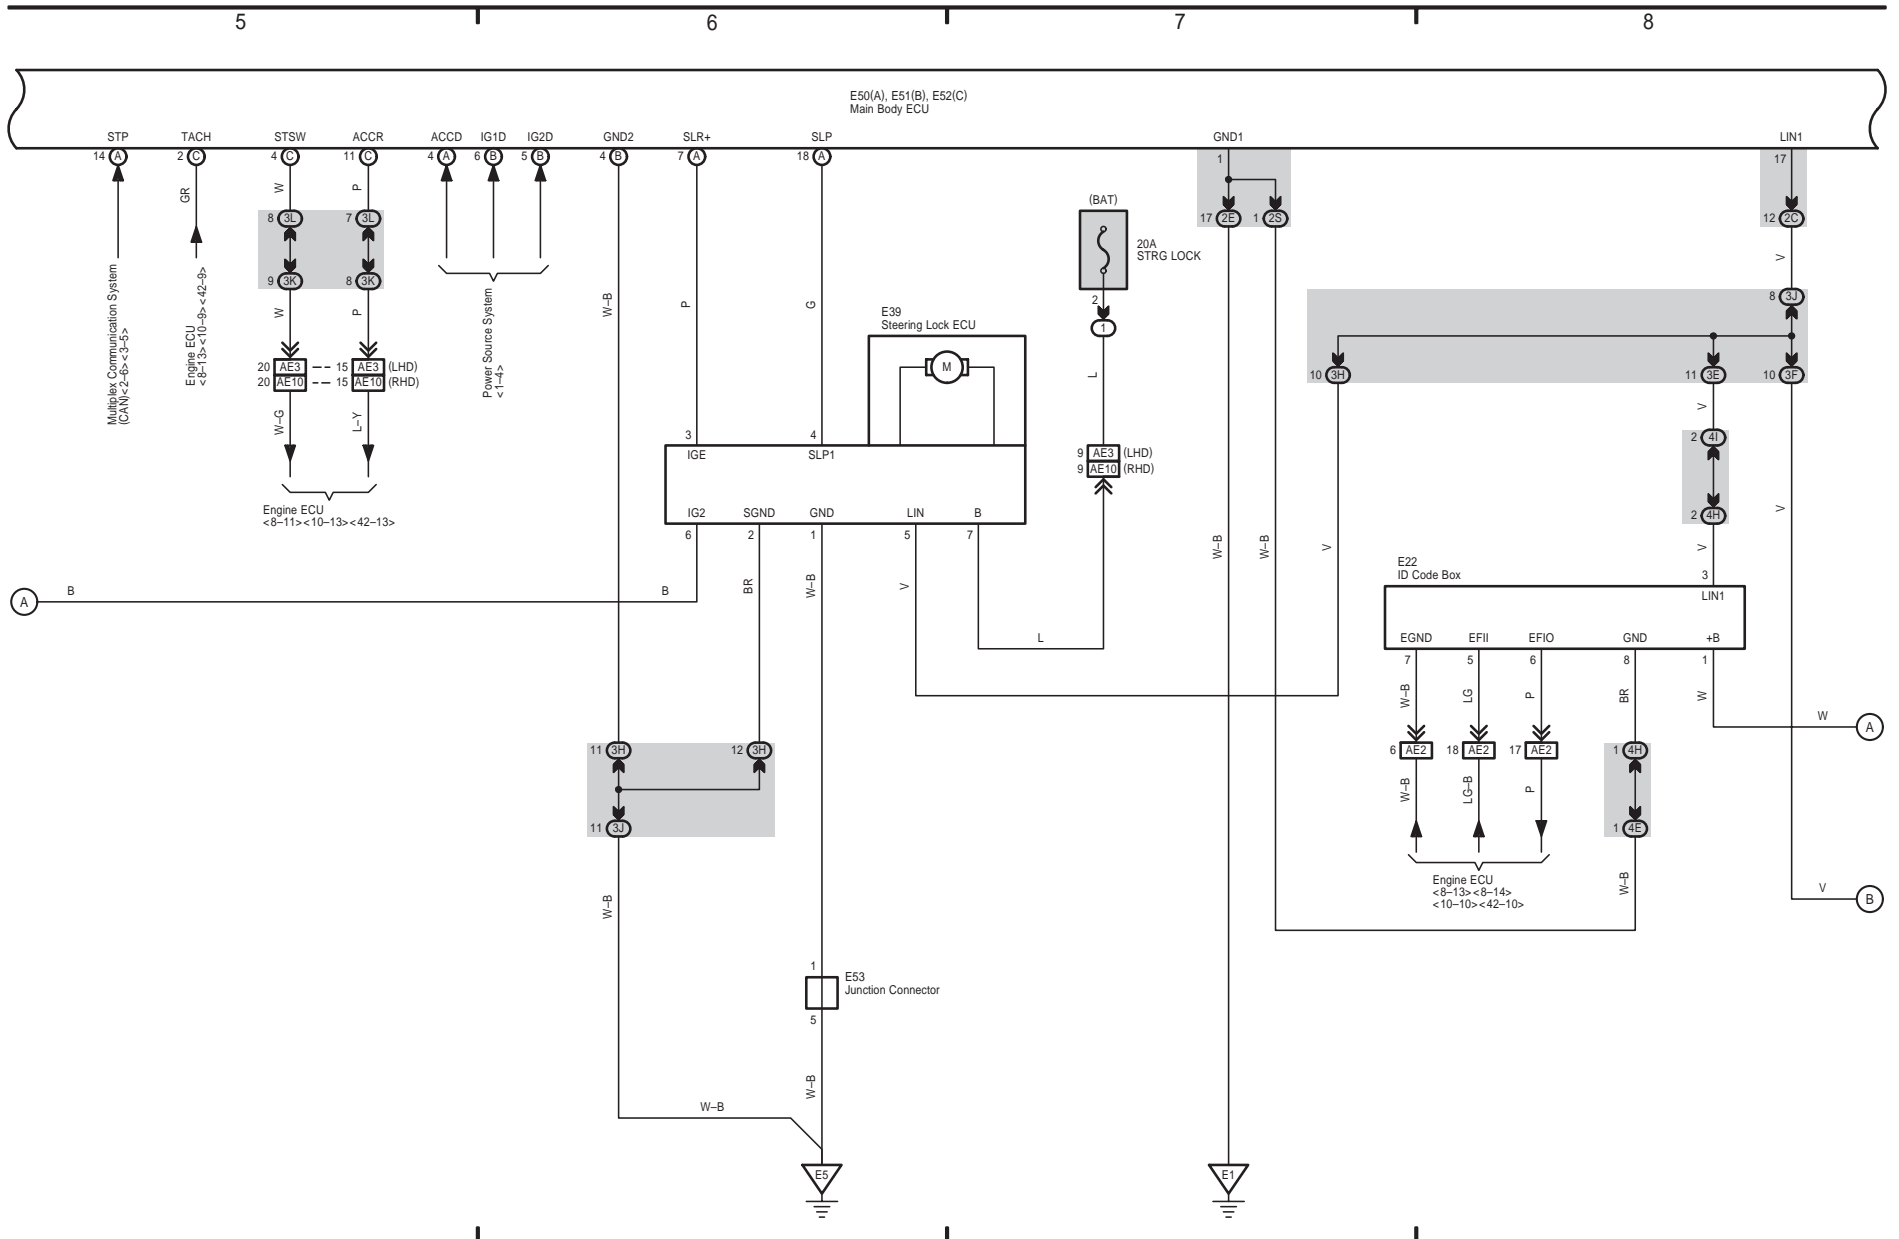 5 6 7 8
E50(A), E51(B), E52(C)
Main Body ECU
STP TACH STSW ACCR ACCD IG1D IG2D GND2 SLR+ SLP GND1 LIN1
14 A 2 C 4 C 11 C 4 A 6 B 5 B 4 B 7 A 18 A 1 17
GR W P
8 3L 7 3L
(BAT)
17 2E 1 2S 12 2C
20A
STRG LOCK
V
9 3K 8 3K
Multiplex Communication System
(CAN)<2–6><3–5>
Engine ECU
<8–13><10–9><42–9>
Power Source System
<1–4>
W P W–B P G
2
1
8 3J
E39
Steering Lock ECU
M
20 AE3 15 AE3 (LHD)
20 AE10 15 AE10 (RHD)
L
10 3H 11 3E 10 3F
W–G L–Y
V
3 4
IGE SLP1
2 4I
9 AE3 (LHD)
9 AE10 (RHD)
Engine ECU
<8–11><10–13><42–13>
IG2 SGND GND LIN B
6 2 1 5 7
2 4H
V
W–B W–B V V
E22
ID Code Box
3
LIN1
A B B BR W–B V
L
EGND EFII EFIO GND +B
7 5 6 8 1
W–B LG P BR W
W A
11 3H 12 3H
6 AE2 18 AE2 17 AE2 1 4H
W–B LG–B P
11 3J
1 4E
Engine ECU
<8–13><8–14>
<10–10><42–10>
W–B
W–B
V B
1
E53
Junction Connector
5
W–B
W–B
E5 E1